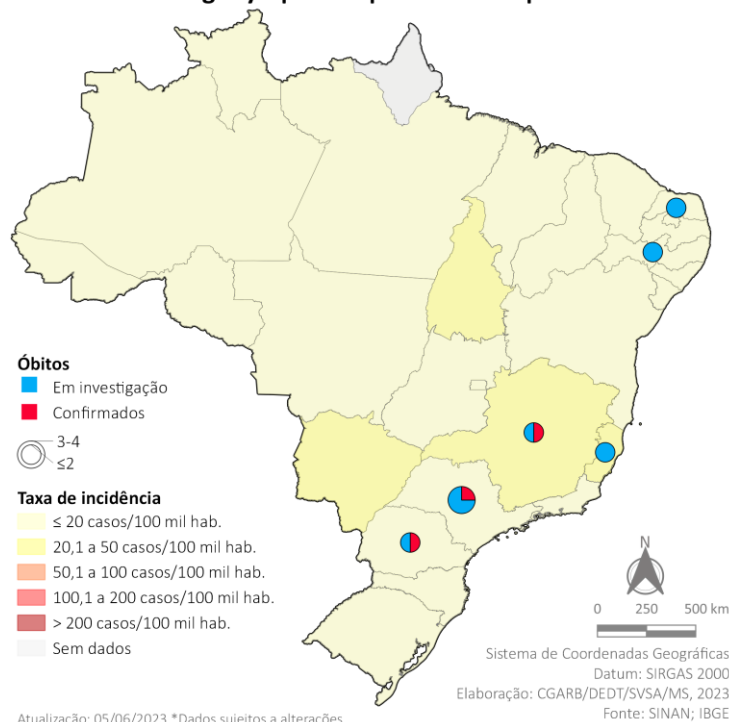 Óbitos
Em investigação
Confirmados
3-4
≤2
Taxa de incidência
≤ 20 casos/100 mil hab.
20,1 a 50 casos/100 mil hab.
50,1 a 100 casos/100 mil hab.
100,1 a 200 casos/100 mil hab.
> 200 casos/100 mil hab.
Sem dados
N
0 250 500 km
Sistema de Coordenadas Geográficas
Datum: SIRGAS 2000
Elaboração: CGARB/DEDT/SVSA/MS, 2023
Fonte: SINAN; IBGE
Atualização: 05/06/2023 *Dados sujeitos a alterações